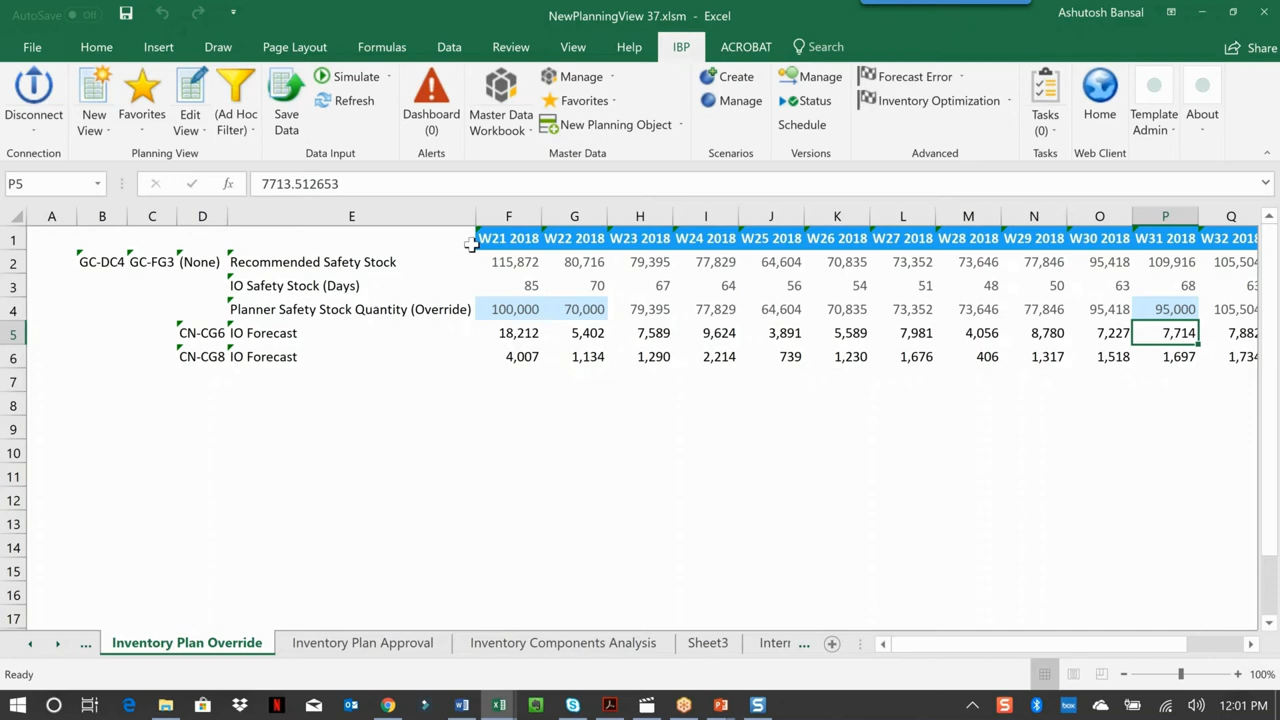 AutoSave Off
NewPlanningView 37.xlsm - Excel
Ashutosh Bansal
File Home Insert Draw Page Layout Formulas Data Review View Help IBP ACROBAT Search Share
Disconnect
New View
Favorites
Edit View
(Ad Hoc Filter)
Simulate
Refresh
Save Data
Dashboard (0)
Master Data Workbook
Manage
Favorites
New Planning Object
Create
Manage
Manage
Status
Schedule
Forecast Error
Inventory Optimization
Tasks (0)
Home
Template Admin
About
Connection Planning View Data Input Alerts Master Data Scenarios Versions Advanced Tasks Web Client
P5 fx 7713.512653
A B C D E F G H I J K L M N O P Q
1 W21 2018 W22 2018 W23 2018 W24 2018 W25 2018 W26 2018 W27 2018 W28 2018 W29 2018 W30 2018 W31 2018 W32 2018
2 GC-DC4 GC-FG3 (None) Recommended Safety Stock 115,872 80,716 79,395 77,829 64,604 70,835 73,352 73,646 77,846 95,418 109,916 105,504
3 IO Safety Stock (Days) 85 70 67 64 56 54 51 48 50 63 68 63
4 Planner Safety Stock Quantity (Override) 100,000 70,000 79,395 77,829 64,604 70,835 73,352 73,646 77,846 95,418 95,000 105,504
5 CN-CG6 IO Forecast 18,212 5,402 7,589 9,624 3,891 5,589 7,981 4,056 8,780 7,227 7,714 7,882
6 CN-CG8 IO Forecast 4,007 1,134 1,290 2,214 739 1,230 1,676 406 1,317 1,518 1,697 1,734
7
8
9
10
11
12
13
14
15
16
17
... Inventory Plan Override Inventory Plan Approval Inventory Components Analysis Sheet3 Interr ...
Ready 100%
12:01 PM